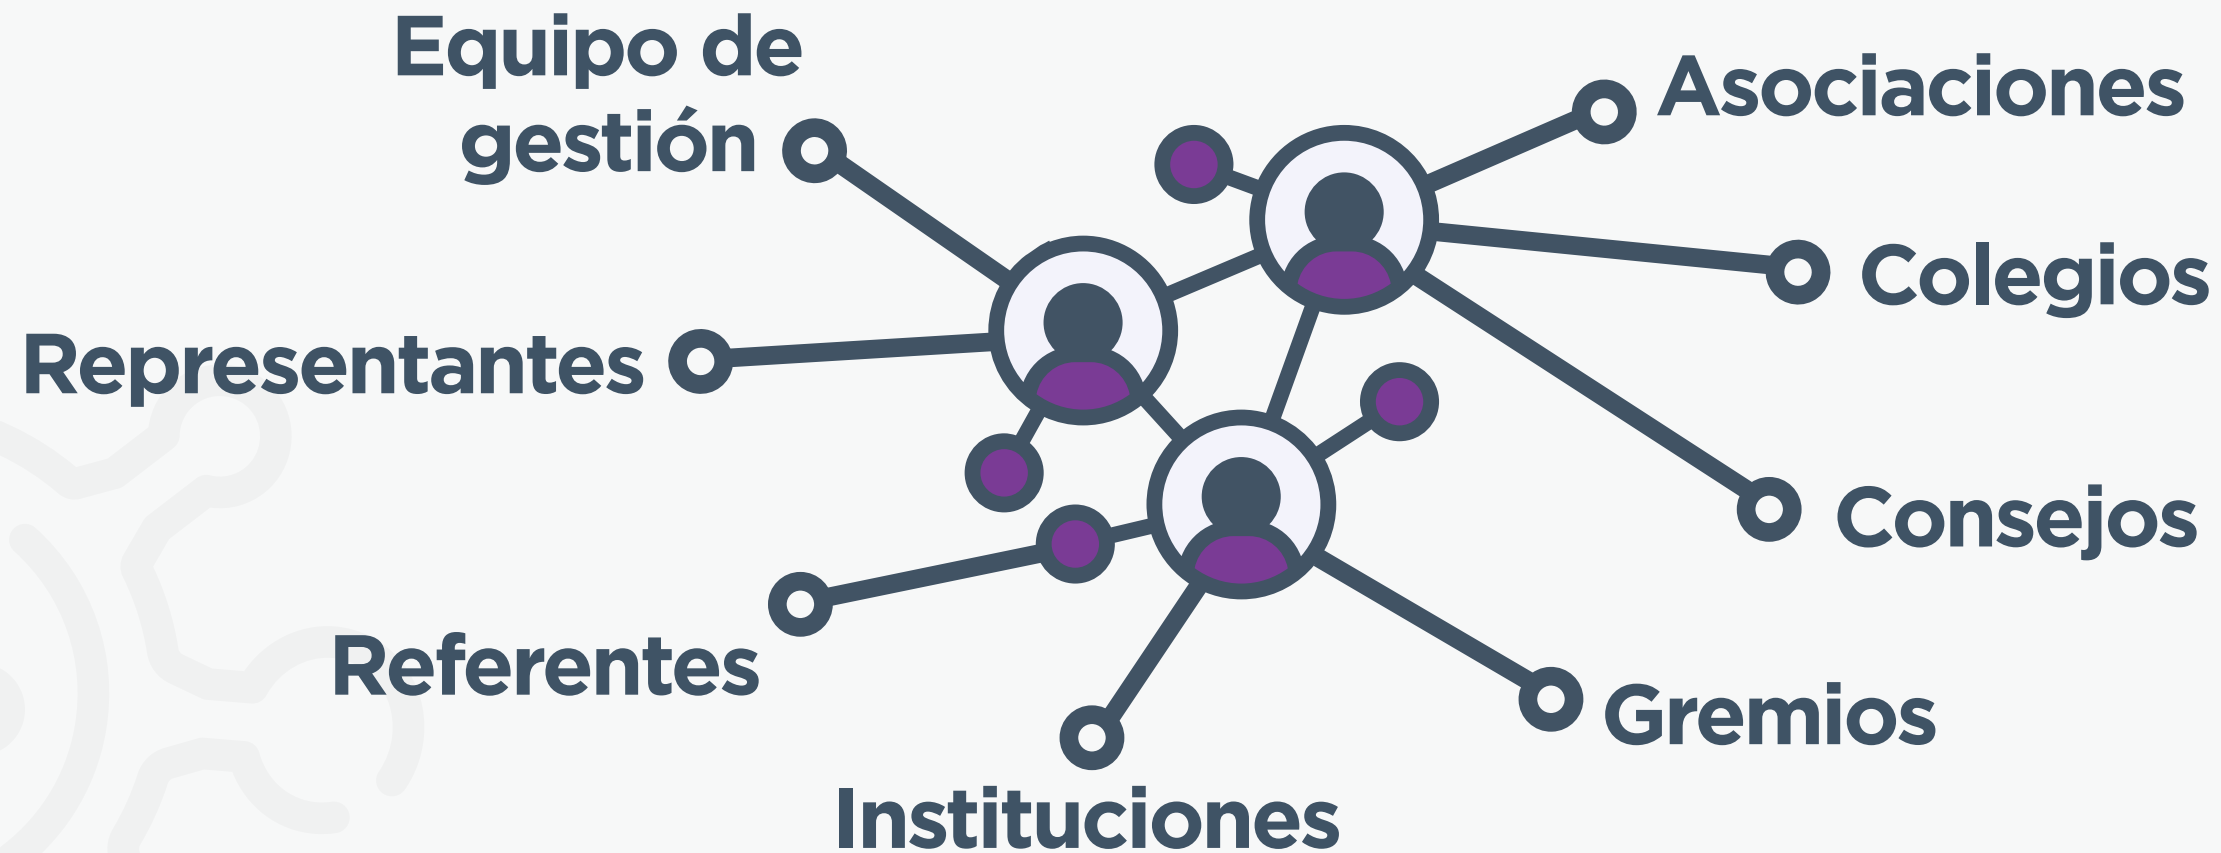 Equipo de
gestión
Asociaciones
Colegios
Representantes
Consejos
Referentes
Gremios
Instituciones